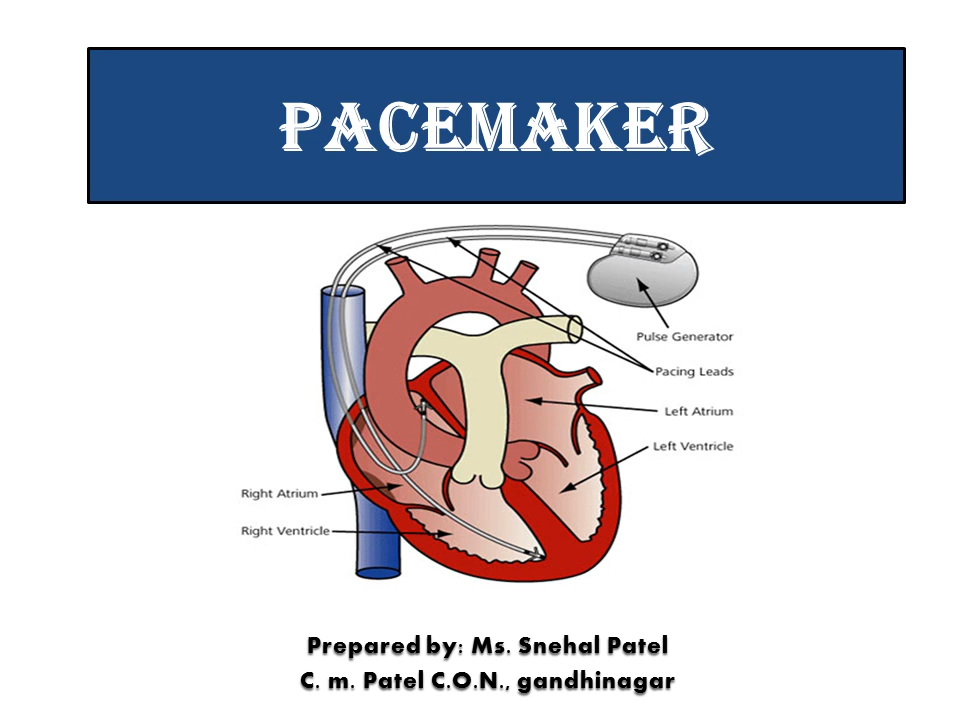 PACEMAKER
Pulse Generator
Pacing Leads
Left Atrium
Left Ventricle
Right Atrium
Right Ventricle
Prepared by: Ms. Snehal Patel
C. m. Patel C.O.N., gandhinagar